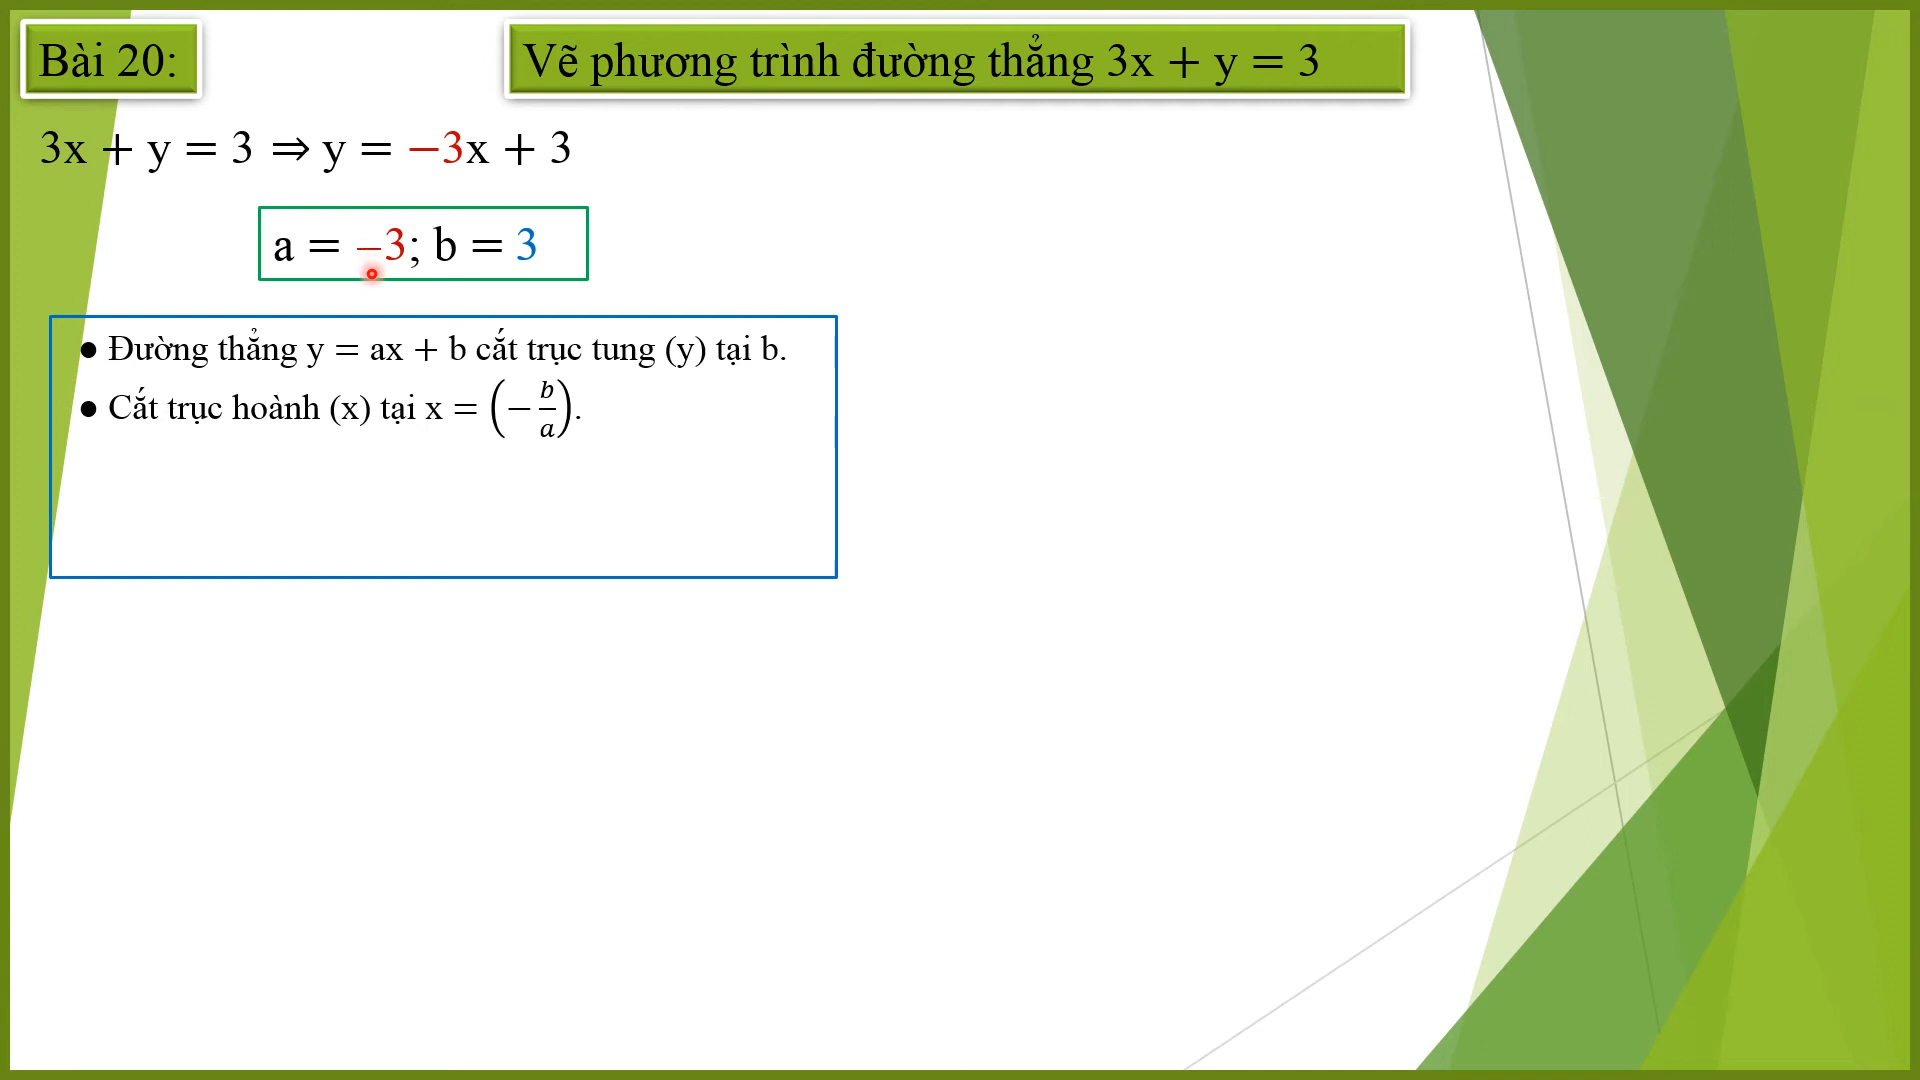 Bài 20:
Vẽ phương trình đường thẳng 3x + y = 3
3x + y = 3 ⇒ y = −3x + 3
a = −3; b = 3
● Đường thẳng y = ax + b cắt trục tung (y) tại b.
● Cắt trục hoành (x) tại x = (−b/a).